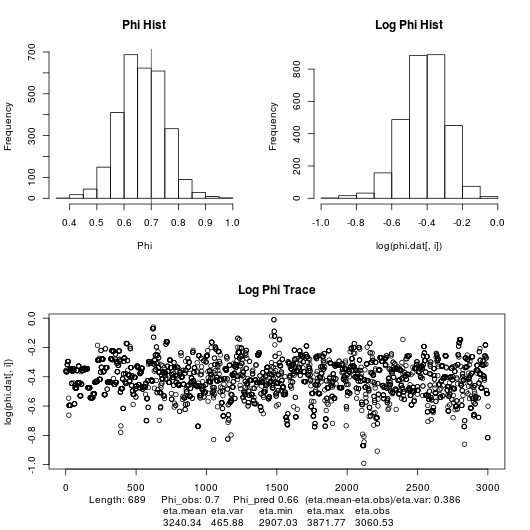 Phi Hist
Log Phi Hist
Frequency
700
500
300
100
0
0.4 0.5 0.6 0.7 0.8 0.9 1.0
Phi
Frequency
800
600
400
200
0
-1.0 -0.8 -0.6 -0.4 -0.2 0.0
log(phi.dat[, i])
Log Phi Trace
log(phi.dat[, i])
0.0
-0.2
-0.4
-0.6
-0.8
-1.0
0 500 1000 1500 2000 2500 3000
Length: 689 Phi_obs: 0.7 Phi_pred 0.66 (eta.mean-eta.obs)/eta.var: 0.386
eta.mean eta.var eta.min eta.max eta.obs
3240.34 465.88 2907.03 3871.77 3060.53